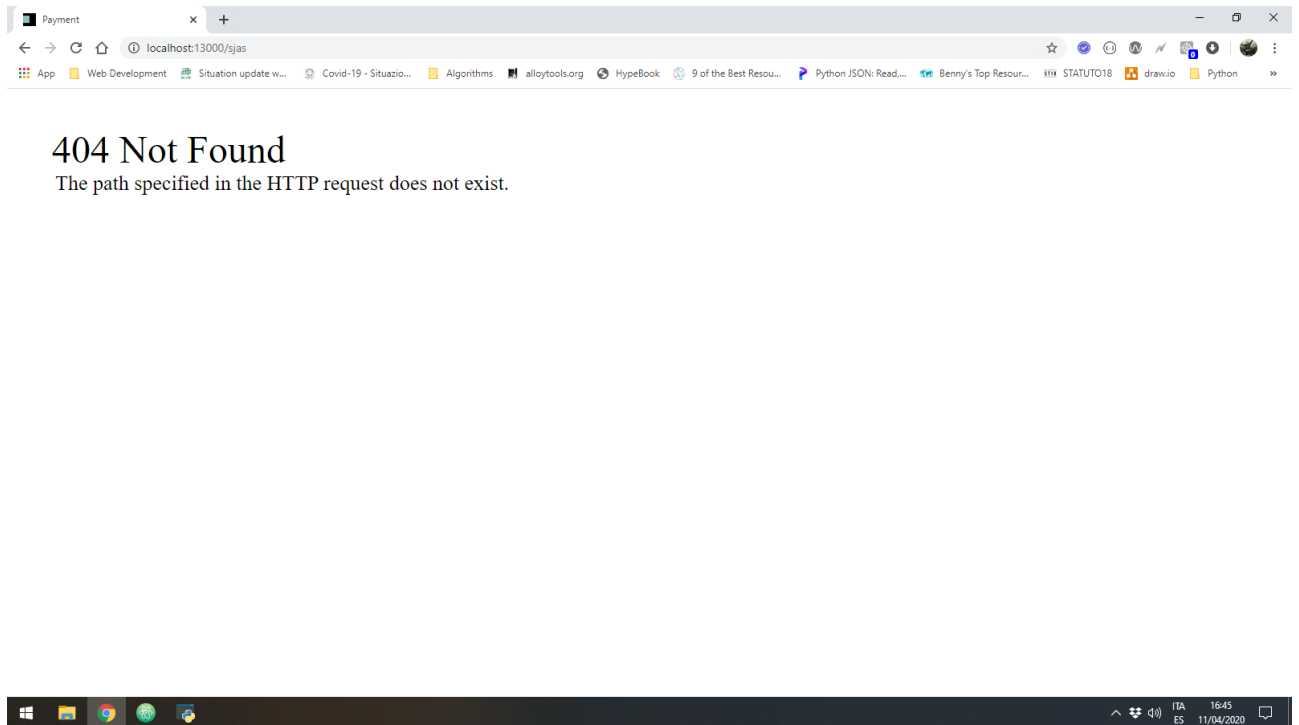 Payment
localhost:13000/sjas
App Web Development Situation update w... Covid-19 - Situazio... Algorithms alloytools.org HypeBook 9 of the Best Resou... Python JSON: Read,... Benny's Top Resour... STATUTO18 draw.io Python »
404 Not Found
The path specified in the HTTP request does not exist.
ITA 16:45
ES 11/04/2020